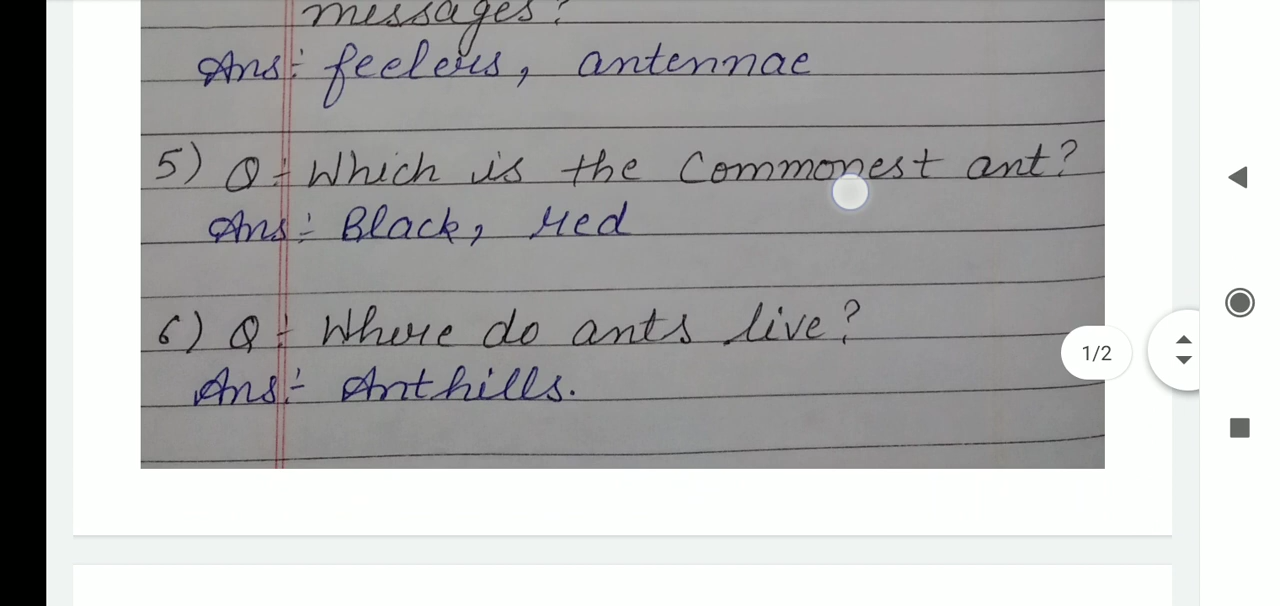 messages?
Ans:- feelers, antennae
5) Q:- Which is the Commonest ant?
Ans:- Black, red
6) Q:- Where do ants live?
Ans:- Anthills.
1/2